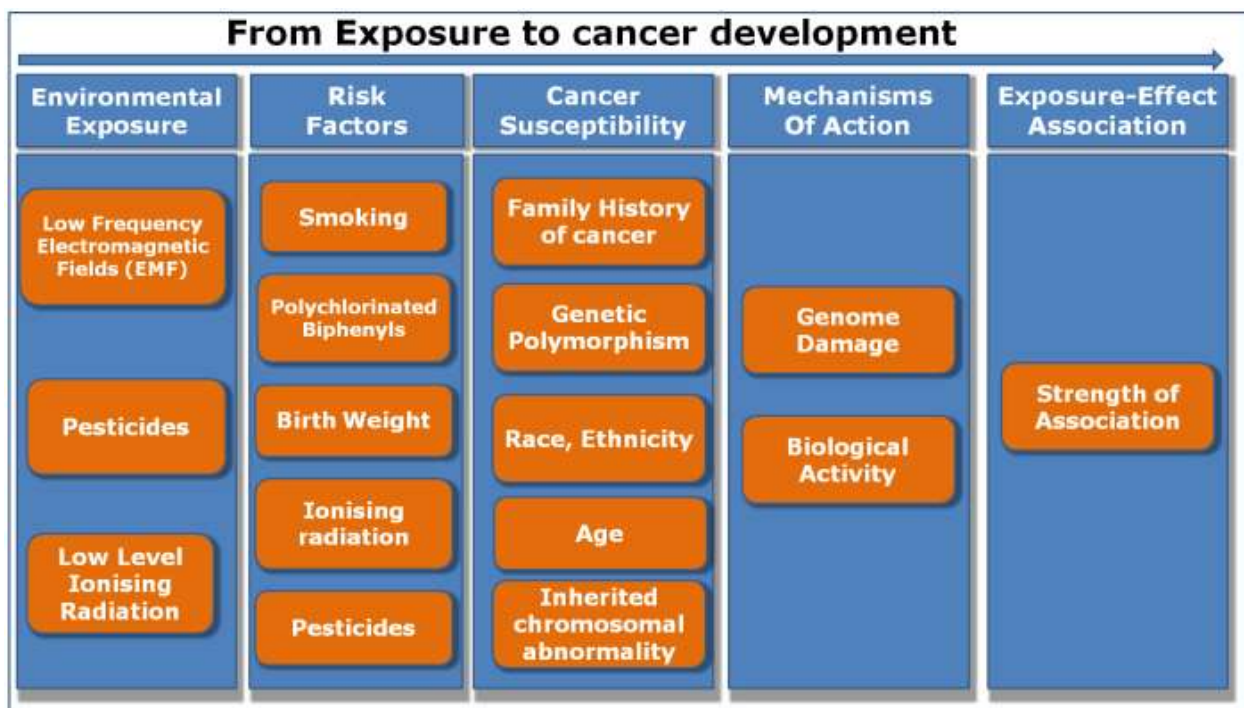 From Exposure to cancer development
Environmental
Exposure
Risk
Factors
Cancer
Susceptibility
Mechanisms
Of Action
Exposure-Effect
Association
Low Frequency
Electromagnetic
Fields (EMF)
Pesticides
Low Level
Ionising
Radiation
Smoking
Polychlorinated
Biphenyls
Birth Weight
Ionising
radiation
Pesticides
Family History
of cancer
Genetic
Polymorphism
Race, Ethnicity
Age
Inherited
chromosomal
abnormality
Genome
Damage
Biological
Activity
Strength of
Association